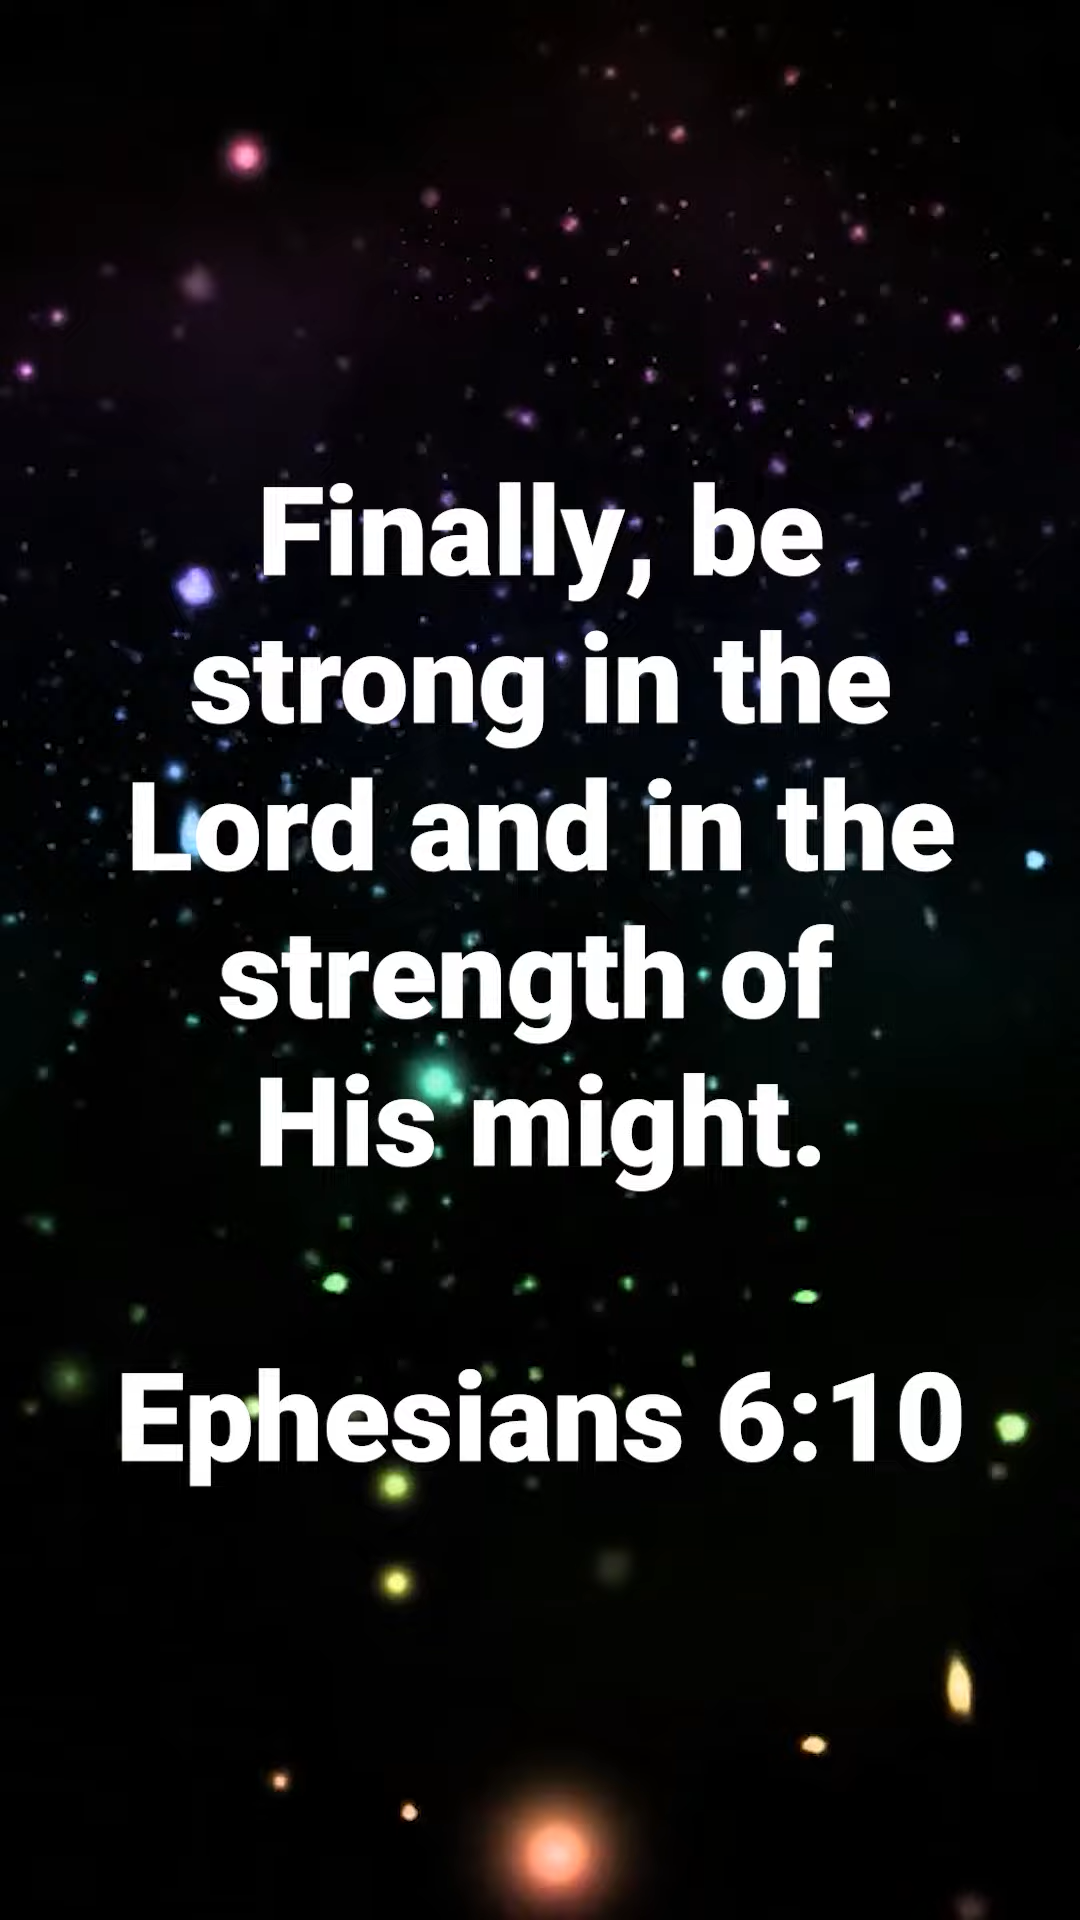 Finally, be
strong in the
Lord and in the
strength of
His might.
Ephesians 6:10